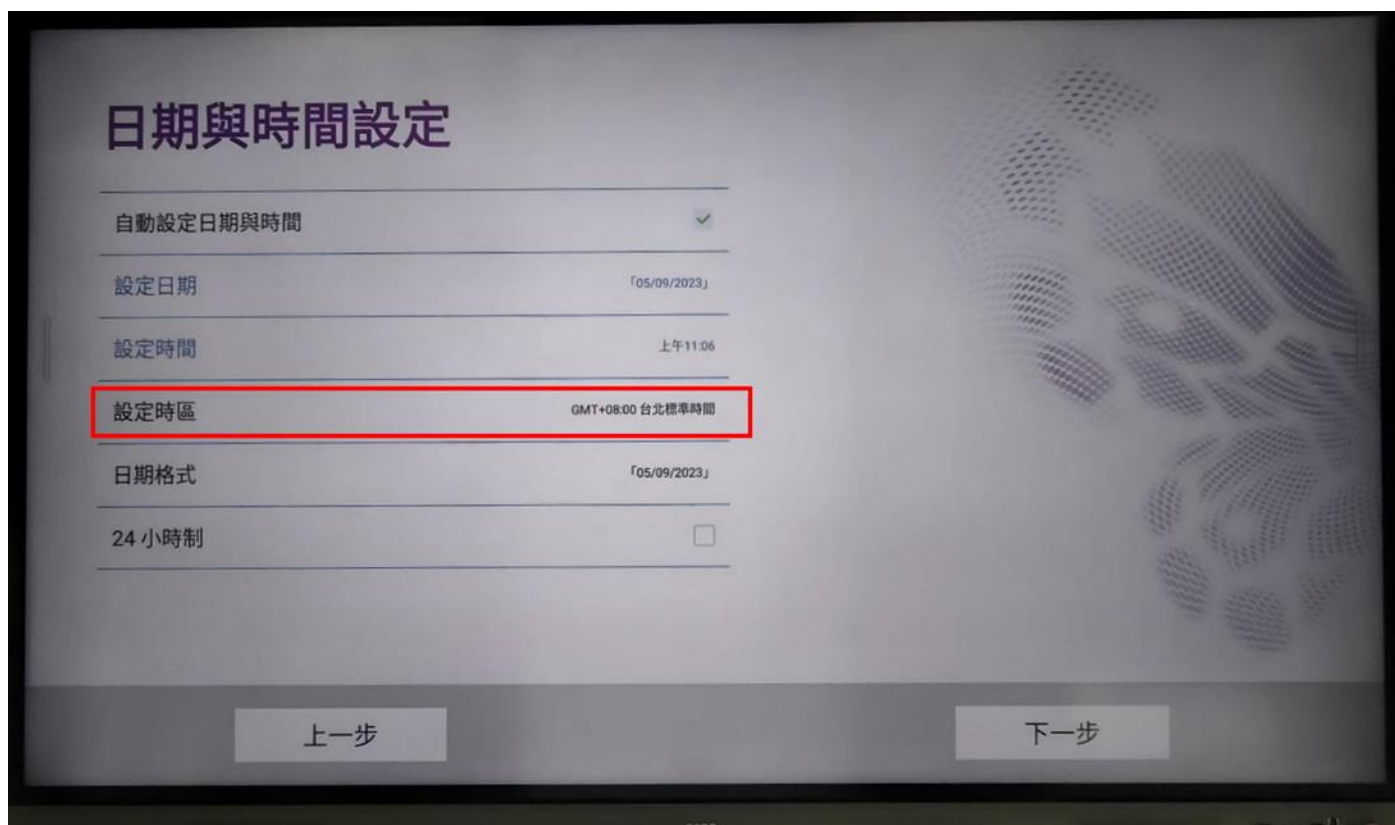 日期與時間設定
自動設定日期與時間
設定日期 「05/09/2023」
設定時間 上午11:06
設定時區 GMT+08:00 台北標準時間
日期格式 「05/09/2023」
24 小時制
上一步 下一步